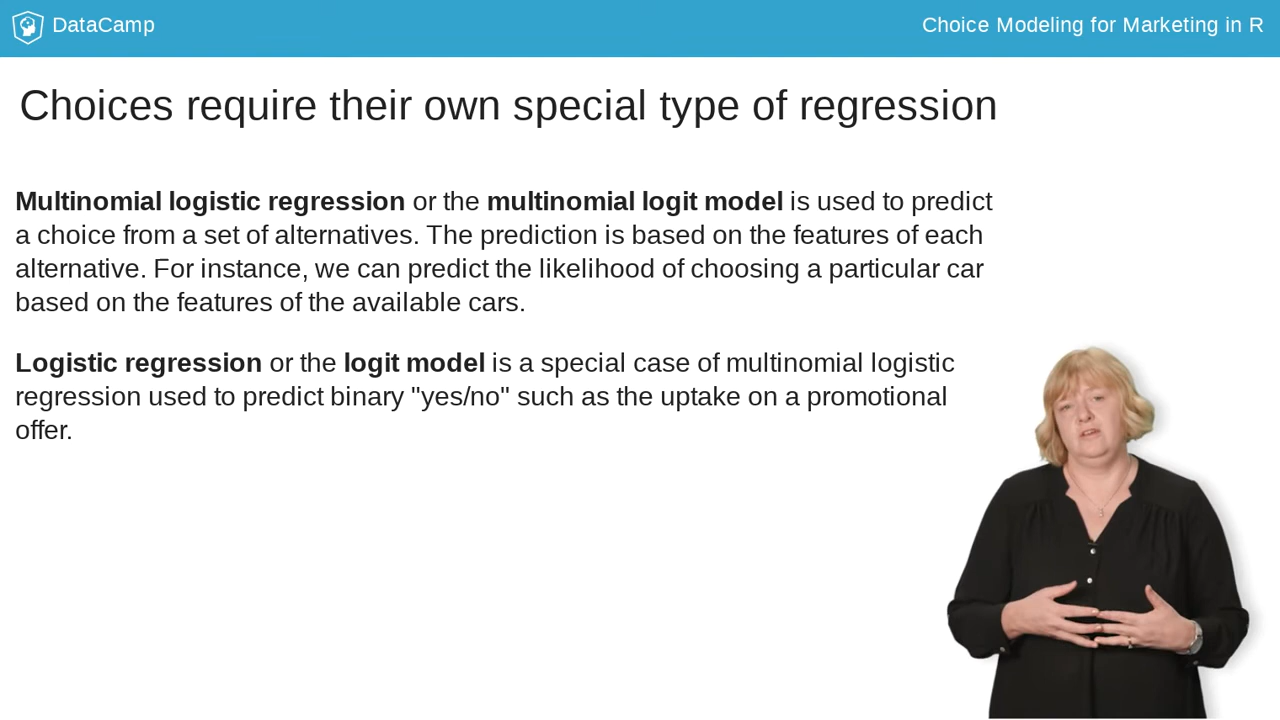 DataCamp
Choice Modeling for Marketing in R
Choices require their own special type of regression
Multinomial logistic regression or the multinomial logit model is used to predict
a choice from a set of alternatives. The prediction is based on the features of each
alternative. For instance, we can predict the likelihood of choosing a particular car
based on the features of the available cars.
Logistic regression or the logit model is a special case of multinomial logistic
regression used to predict binary "yes/no" such as the uptake on a promotional
offer.